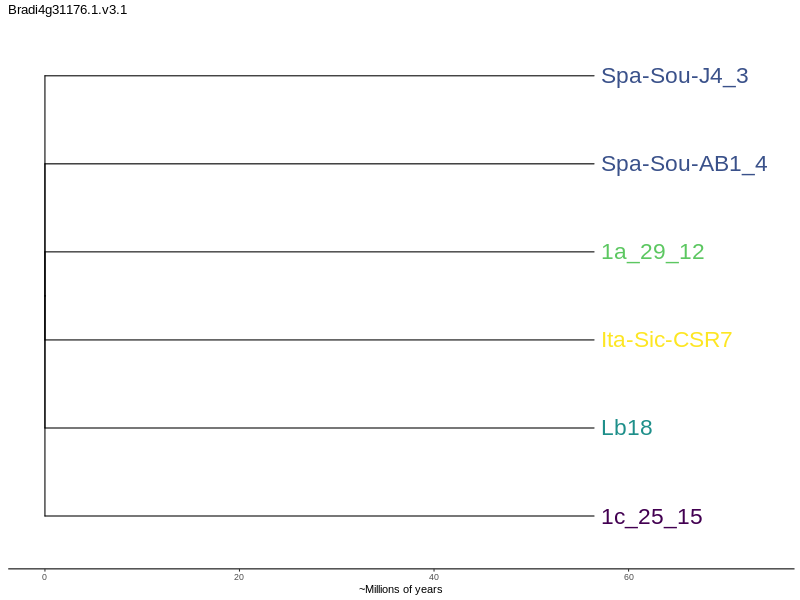 Bradi4g31176.1.v3.1
Spa-Sou-J4_3
Spa-Sou-AB1_4
1a_29_12
Ita-Sic-CSR7
Lb18
1c_25_15
0 20 40 60
~Millions of years